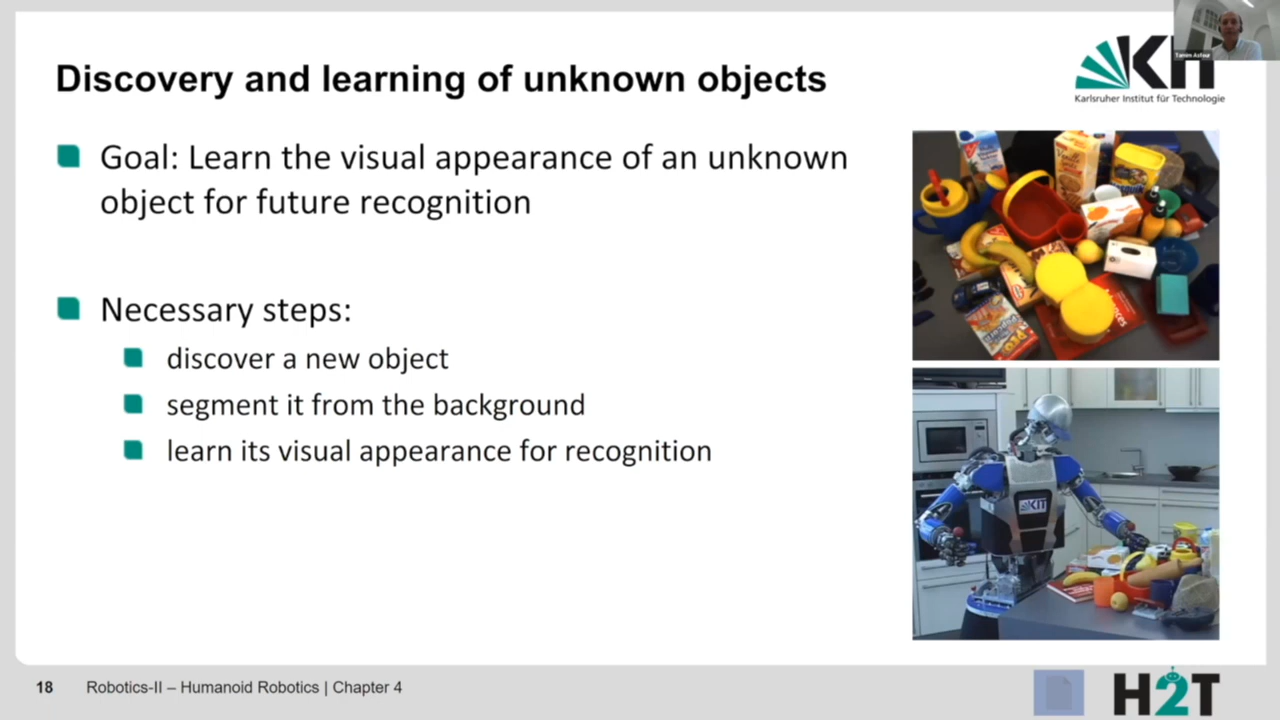 Discovery and learning of unknown objects
KIT
Karlsruher Institut für Technologie
Goal: Learn the visual appearance of an unknown
object for future recognition
Necessary steps:
discover a new object
segment it from the background
learn its visual appearance for recognition
KIT
18 Robotics-II – Humanoid Robotics | Chapter 4
H2T